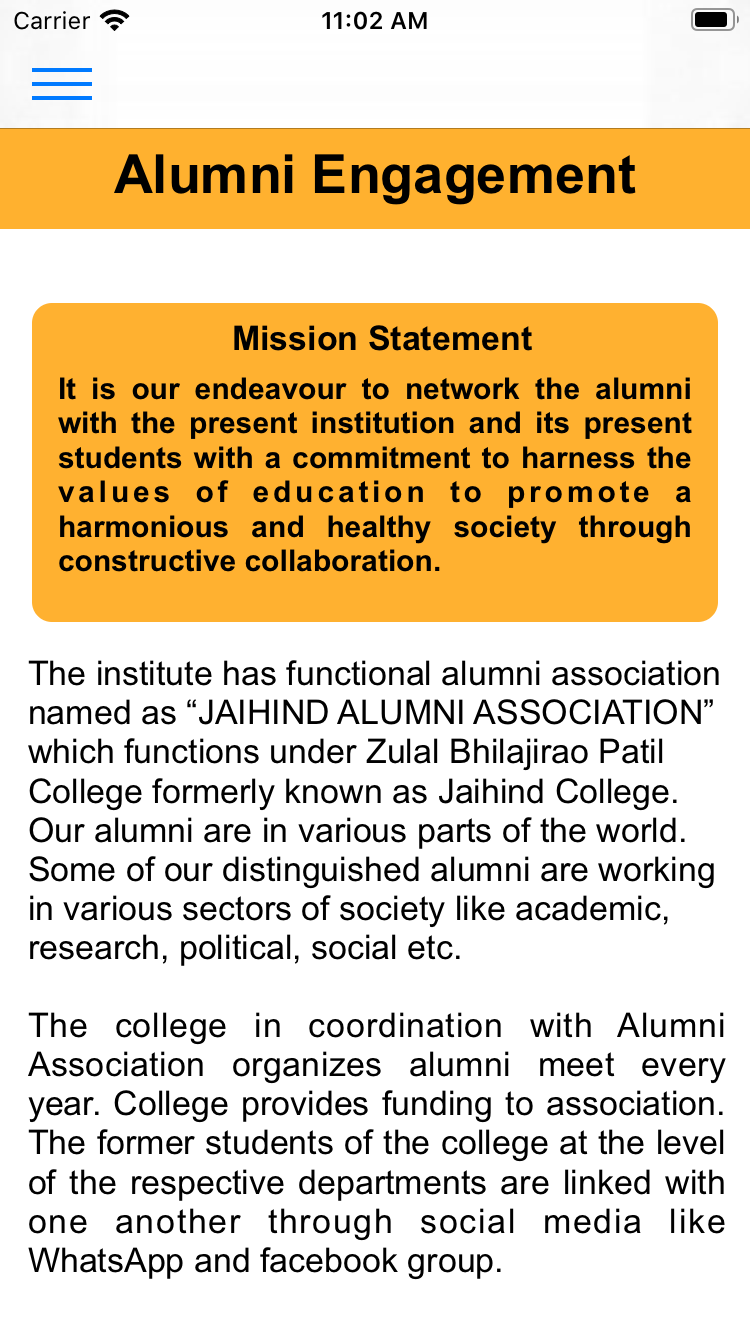 Carrier 11:02 AM
Alumni Engagement
Mission Statement
It is our endeavour to network the alumni
with the present institution and its present
students with a commitment to harness the
values of education to promote a
harmonious and healthy society through
constructive collaboration.
The institute has functional alumni association
named as “JAIHIND ALUMNI ASSOCIATION”
which functions under Zulal Bhilajirao Patil
College formerly known as Jaihind College.
Our alumni are in various parts of the world.
Some of our distinguished alumni are working
in various sectors of society like academic,
research, political, social etc.
The college in coordination with Alumni
Association organizes alumni meet every
year. College provides funding to association.
The former students of the college at the level
of the respective departments are linked with
one another through social media like
WhatsApp and facebook group.